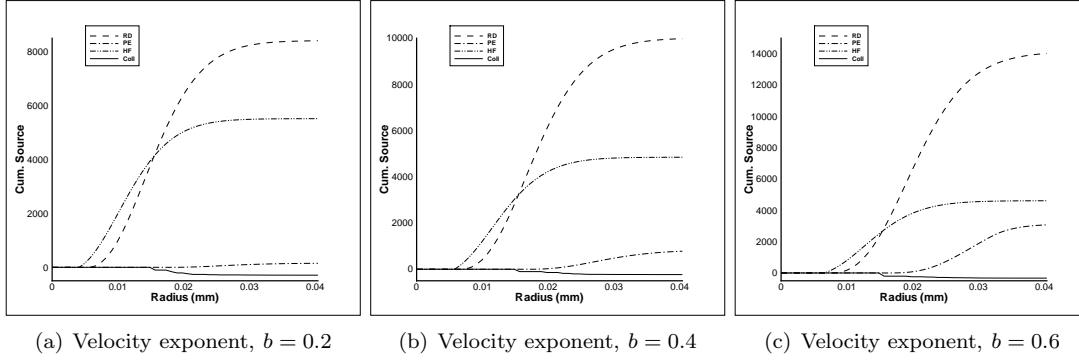 RD
PE
HF
Coll
8000
6000
4000
2000
0
Cum. Source
0 0.01 0.02 0.03 0.04
Radius (mm)
(a) Velocity exponent, b = 0.2
RD
PE
HF
Coll
10000
8000
6000
4000
2000
0
Cum. Source
0 0.01 0.02 0.03 0.04
Radius (mm)
(b) Velocity exponent, b = 0.4
RD
PE
HF
Coll
14000
12000
10000
8000
6000
4000
2000
0
Cum. Source
0 0.01 0.02 0.03 0.04
Radius (mm)
(c) Velocity exponent, b = 0.6